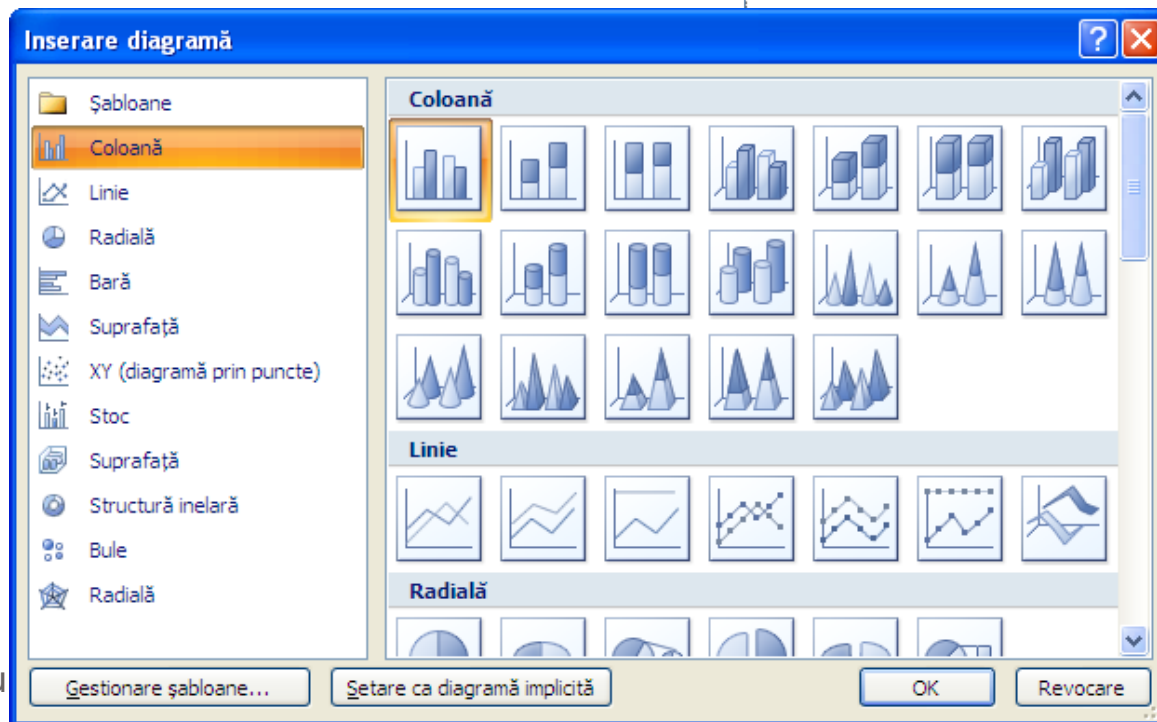 Inserare diagramă
Șabloane
Coloană
Linie
Radială
Bară
Suprafață
XY (diagramă prin puncte)
Stoc
Suprafață
Structură inelară
Bule
Radială
Coloană
Linie
Radială
Gestionare șabloane...
Setare ca diagramă implicită
OK
Revocare